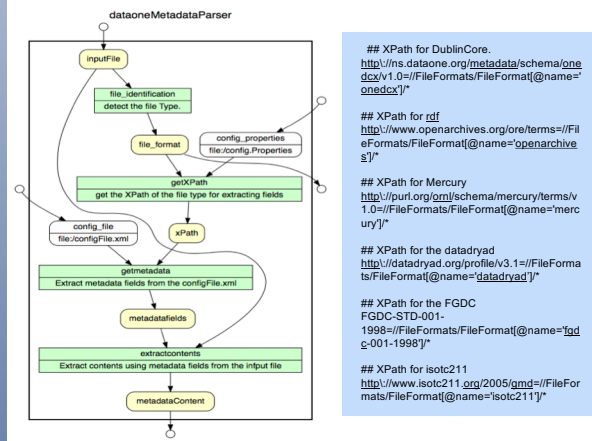 dataoneMetadataParser
inputFile
file_identification
detect the file Type.
file_format
config_properties
file:/config.Properties
getXPath
get the XPath of the file type for extracting fields
config_file
file:/configFile.xml
xPath
getmetadata
Extract metadata fields from the configFile.xml
metadatafields
extractcontents
Extract contents using metadata fields from the infput file
metadataContent
## XPath for DublinCore.
http\://ns.dataone.org/metadata/schema/one
dcx/v1.0=//FileFormats/FileFormat[@name='
onedcx']/*
## XPath for rdf
http\://www.openarchives.org/ore/terms=//Fil
eFormats/FileFormat[@name='openarchive
s']/*
## XPath for Mercury
http\://purl.org/ornl/schema/mercury/terms/v
1.0=//FileFormats/FileFormat[@name='merc
ury']/*
## XPath for the datadryad
http\://datadryad.org/profile/v3.1=//FileForma
ts/FileFormat[@name='datadryad']/*
## XPath for the FGDC
FGDC-STD-001-
1998=//FileFormats/FileFormat[@name='fgd
c-001-1998']/*
## XPath for isotc211
http\://www.isotc211.org/2005/gmd=//FileFor
mats/FileFormat[@name='isotc211']/*